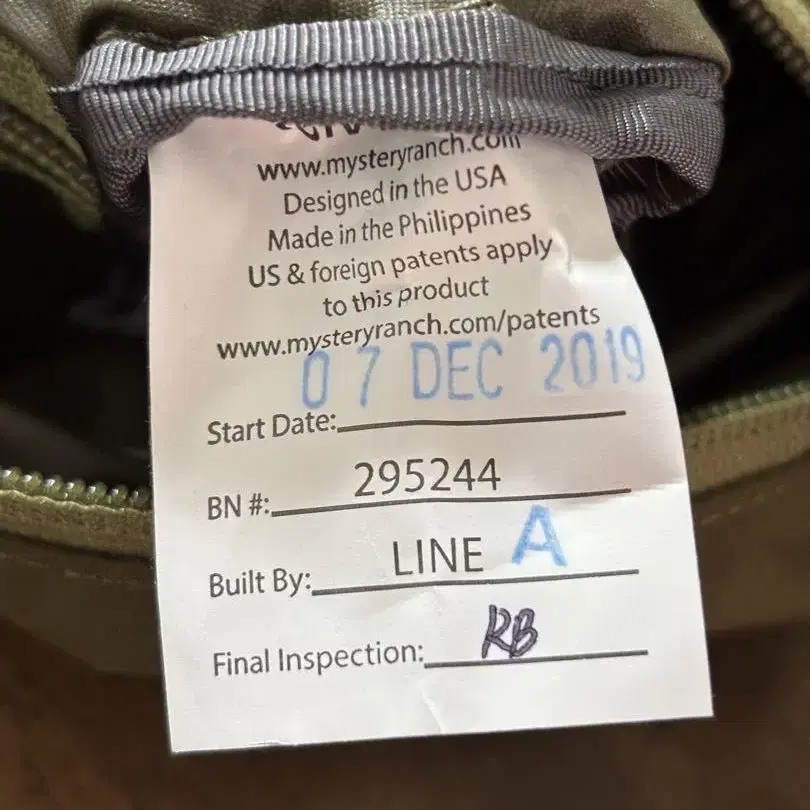 www.mysteryranch.com
Designed in the USA
Made in the Philippines
US & foreign patents apply
to this product
www.mysteryranch.com/patents
07 DEC 2019
Start Date:
BN #: 295244
Built By: LINE A
Final Inspection: RB